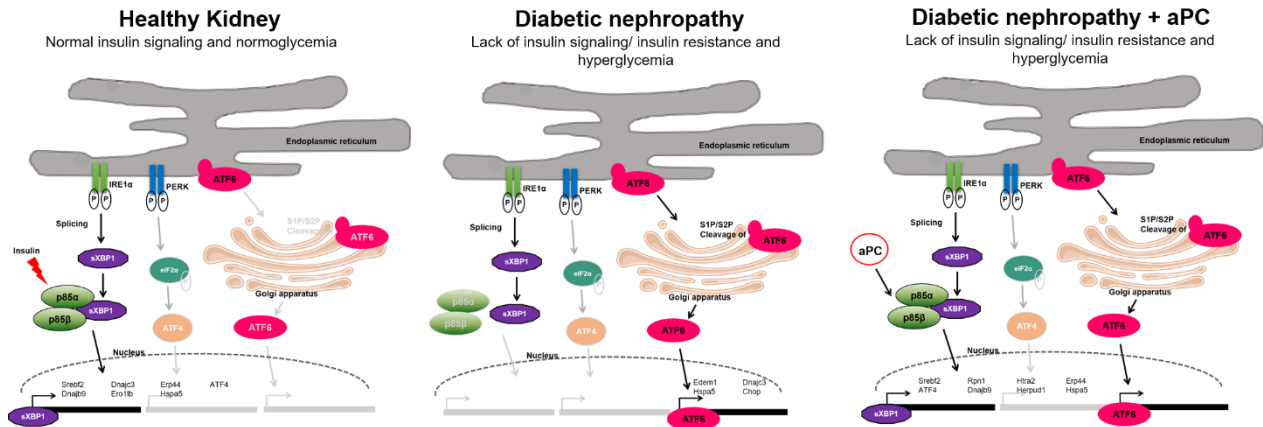 Healthy Kidney
Normal insulin signaling and normoglycemia
Endoplasmic reticulum
IRE1α
PERK
ATF6
P P
P P
Splicing
S1P/S2P
Cleavage of
ATF6
Insulin
sXBP1
eIF2α
P
p85α
sXBP1
p85β
Golgi apparatus
ATF4
ATF6
Nucleus
Srebf2 Dnajc3 Erp44 ATF4
Dnajb9 Ero1lb Hspa5
sXBP1
Diabetic nephropathy
Lack of insulin signaling/ insulin resistance and
hyperglycemia
Endoplasmic reticulum
IRE1α
PERK
ATF6
P P
P P
Splicing
S1P/S2P
Cleavage of
ATF6
sXBP1
eIF2α
P
p85α
sXBP1
p85β
Golgi apparatus
ATF4
ATF6
Nucleus
Edem1 Dnajc3
Hspa5 Chop
ATF6
Diabetic nephropathy + aPC
Lack of insulin signaling/ insulin resistance and
hyperglycemia
Endoplasmic reticulum
IRE1α
PERK
ATF6
P P
P P
Splicing
S1P/S2P
Cleavage of
ATF6
aPC
sXBP1
eIF2α
P
p85α
sXBP1
p85β
Golgi apparatus
ATF4
ATF6
Nucleus
Srebf2 Rpn1 Htra2 Erp44
ATF4 Dnajb9 Herpud1 Hspa5
sXBP1
ATF6